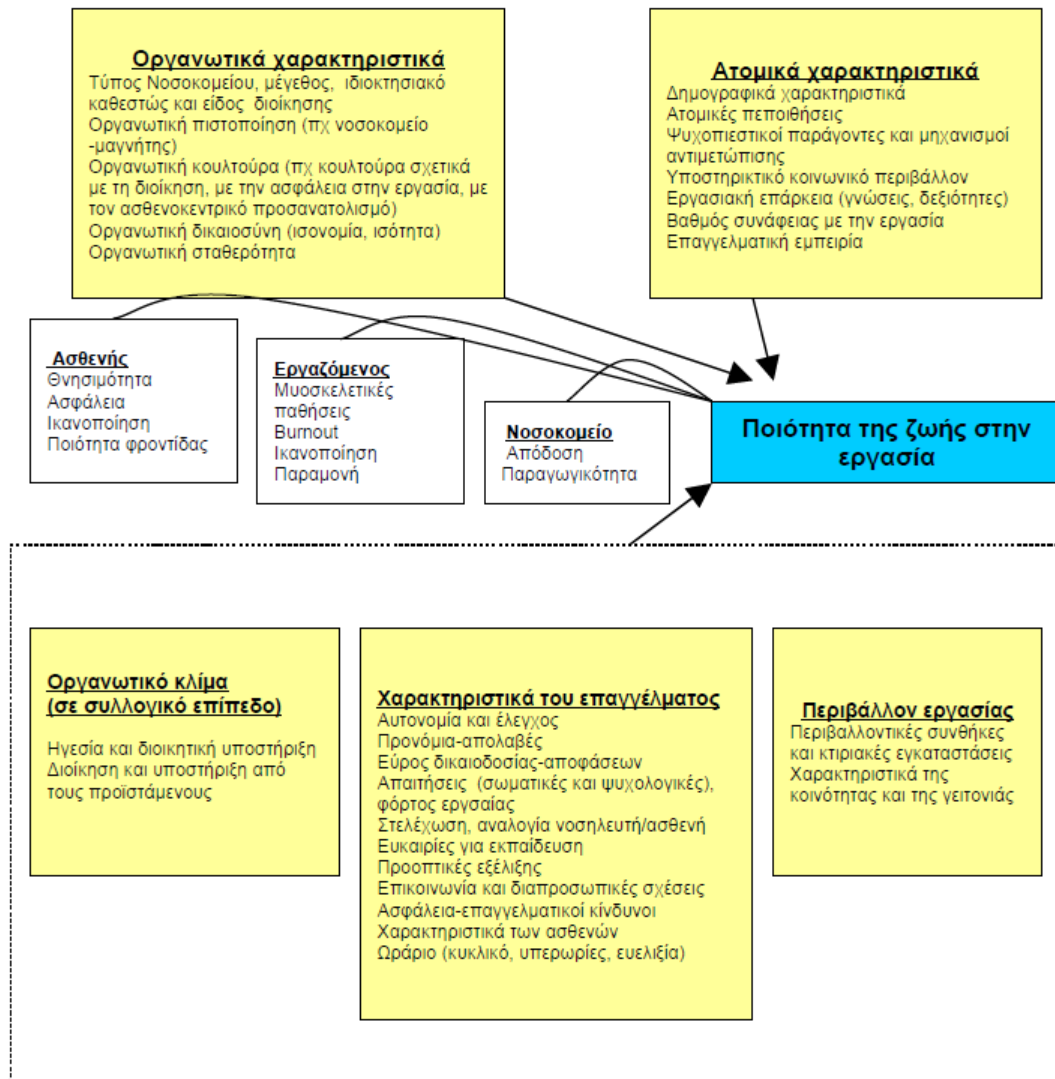 Οργανωτικά χαρακτηριστικά
Τύπος Νοσοκομείου, μέγεθος, ιδιοκτησιακό
καθεστώς και είδος διοίκησης
Οργανωτική πιστοποίηση (πχ νοσοκομείο
-μαγνήτης)
Οργανωτική κουλτούρα (πχ κουλτούρα σχετικά
με τη διοίκηση, με την ασφάλεια στην εργασία, με
τον ασθενοκεντρικό προσανατολισμό)
Οργανωτική δικαιοσύνη (ισονομία, ισότητα)
Οργανωτική σταθερότητα
Ατομικά χαρακτηριστικά
Δημογραφικά χαρακτηριστικά
Ατομικές πεποιθήσεις
Ψυχοπιεστικοί παράγοντες και μηχανισμοί
αντιμετώπισης
Υποστηρικτικό κοινωνικό περιβάλλον
Εργασιακή επάρκεια (γνώσεις, δεξιότητες)
Βαθμός συνάφειας με την εργασία
Επαγγελματική εμπειρία
Ασθενής
Θνησιμότητα
Ασφάλεια
Ικανοποίηση
Ποιότητα φροντίδας
Εργαζόμενος
Μυοσκελετικές
παθήσεις
Burnout
Ικανοποίηση
Παραμονή
Νοσοκομείο
Απόδοση
Παραγωγικότητα
Ποιότητα της ζωής στην
εργασία
Οργανωτικό κλίμα
(σε συλλογικό επίπεδο)
Ηγεσία και διοικητική υποστήριξη
Διοίκηση και υποστήριξη από
τους προϊστάμενους
Χαρακτηριστικά του επαγγέλματος
Αυτονομία και έλεγχος
Προνόμια-απολαβές
Εύρος δικαιοδοσίας-αποφάσεων
Απαιτήσεις (σωματικές και ψυχολογικές),
φόρτος εργσαίας
Στελέχωση, αναλογία νοσηλευτή/ασθενή
Ευκαιρίες για εκπαίδευση
Προοπτικές εξέλιξης
Επικοινωνία και διαπροσωπικές σχέσεις
Ασφάλεια-επαγγελματικοί κίνδυνοι
Χαρακτηριστικά των ασθενών
Ωράριο (κυκλικό, υπερωρίες, ευελιξία)
Περιβάλλον εργασίας
Περιβαλλοντικές συνθήκες
και κτιριακές εγκαταστάσεις
Χαρακτηριστικά της
κοινότητας και της γειτονιάς